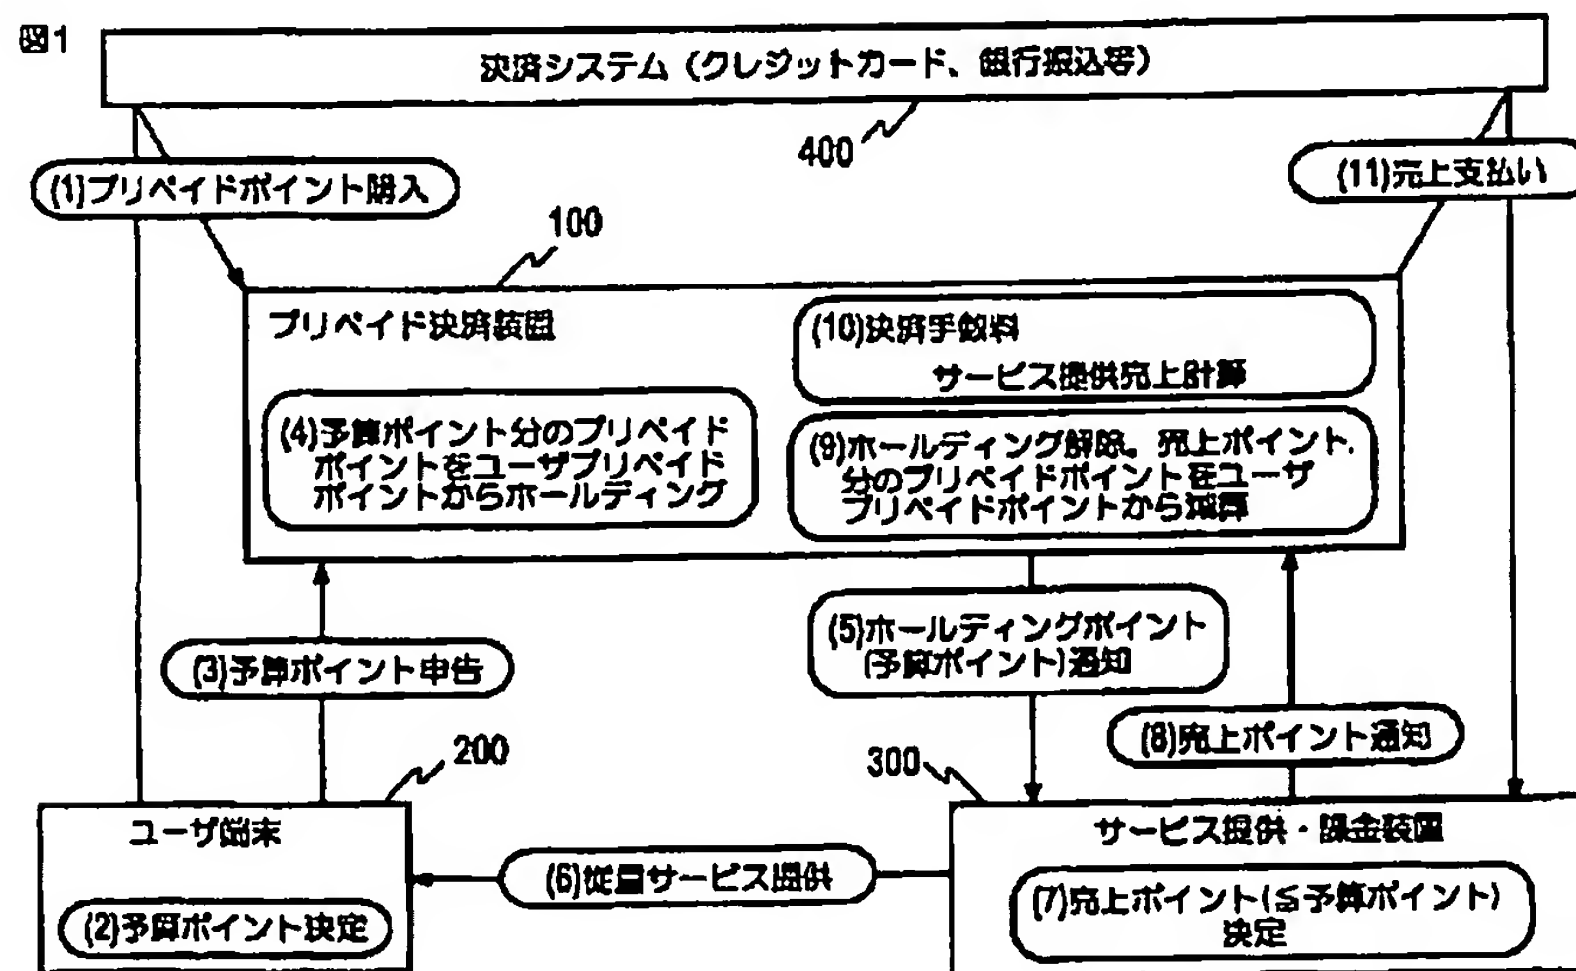 図1
決済システム（クレジットカード、銀行振込等）
400
(1)プリペイドポイント購入
(11)売上支払い
100
プリペイド決済装置
(10)決済手数料
サービス提供売上計算
(4)予算ポイント分のプリペイド
ポイントをユーザプリペイド
ポイントからホールディング
(9)ホールディング解除。売上ポイント
分のプリペイドポイントをユーザ
プリペイドポイントから減算
(5)ホールディングポイント
(予算ポイント)通知
(3)予算ポイント申告
(8)売上ポイント通知
200
300
ユーザ端末
サービス提供・課金装置
(6)従量サービス提供
(2)予算ポイント決定
(7)売上ポイント(≦予算ポイント)
決定